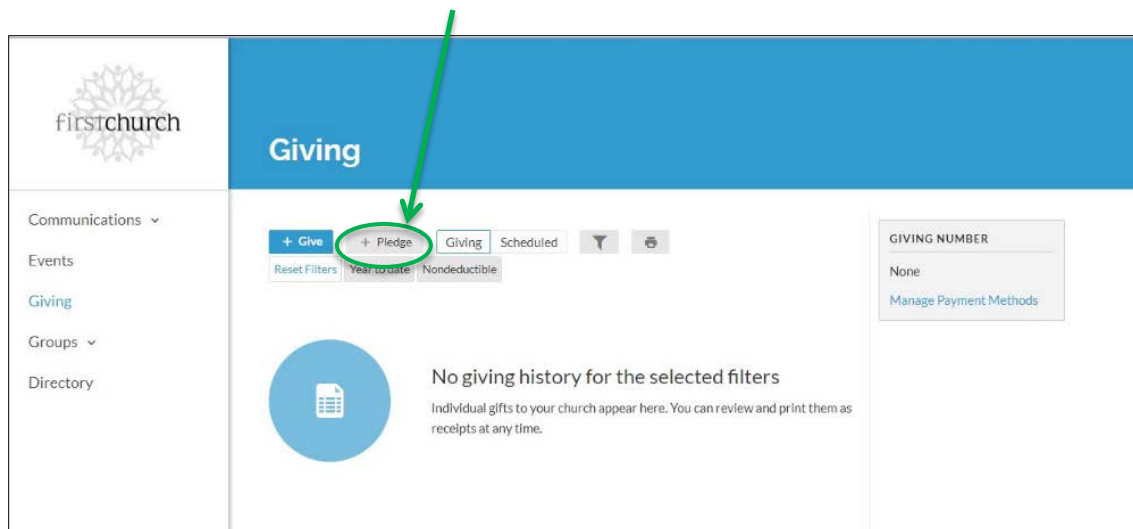 firstchurch
Giving
Communications
Events
Giving
Groups
Directory
+ Give + Pledge Giving Scheduled
Reset Filters Year to date Nondeductible
No giving history for the selected filters
Individual gifts to your church appear here. You can review and print them as
receipts at any time.
GIVING NUMBER
None
Manage Payment Methods